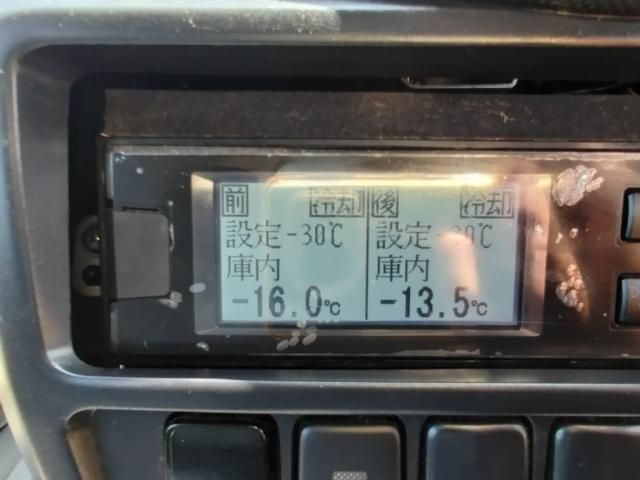 前 冷却 後 冷却
設定-30℃ 設定-30℃
庫内 庫内
-16.0℃ -13.5℃